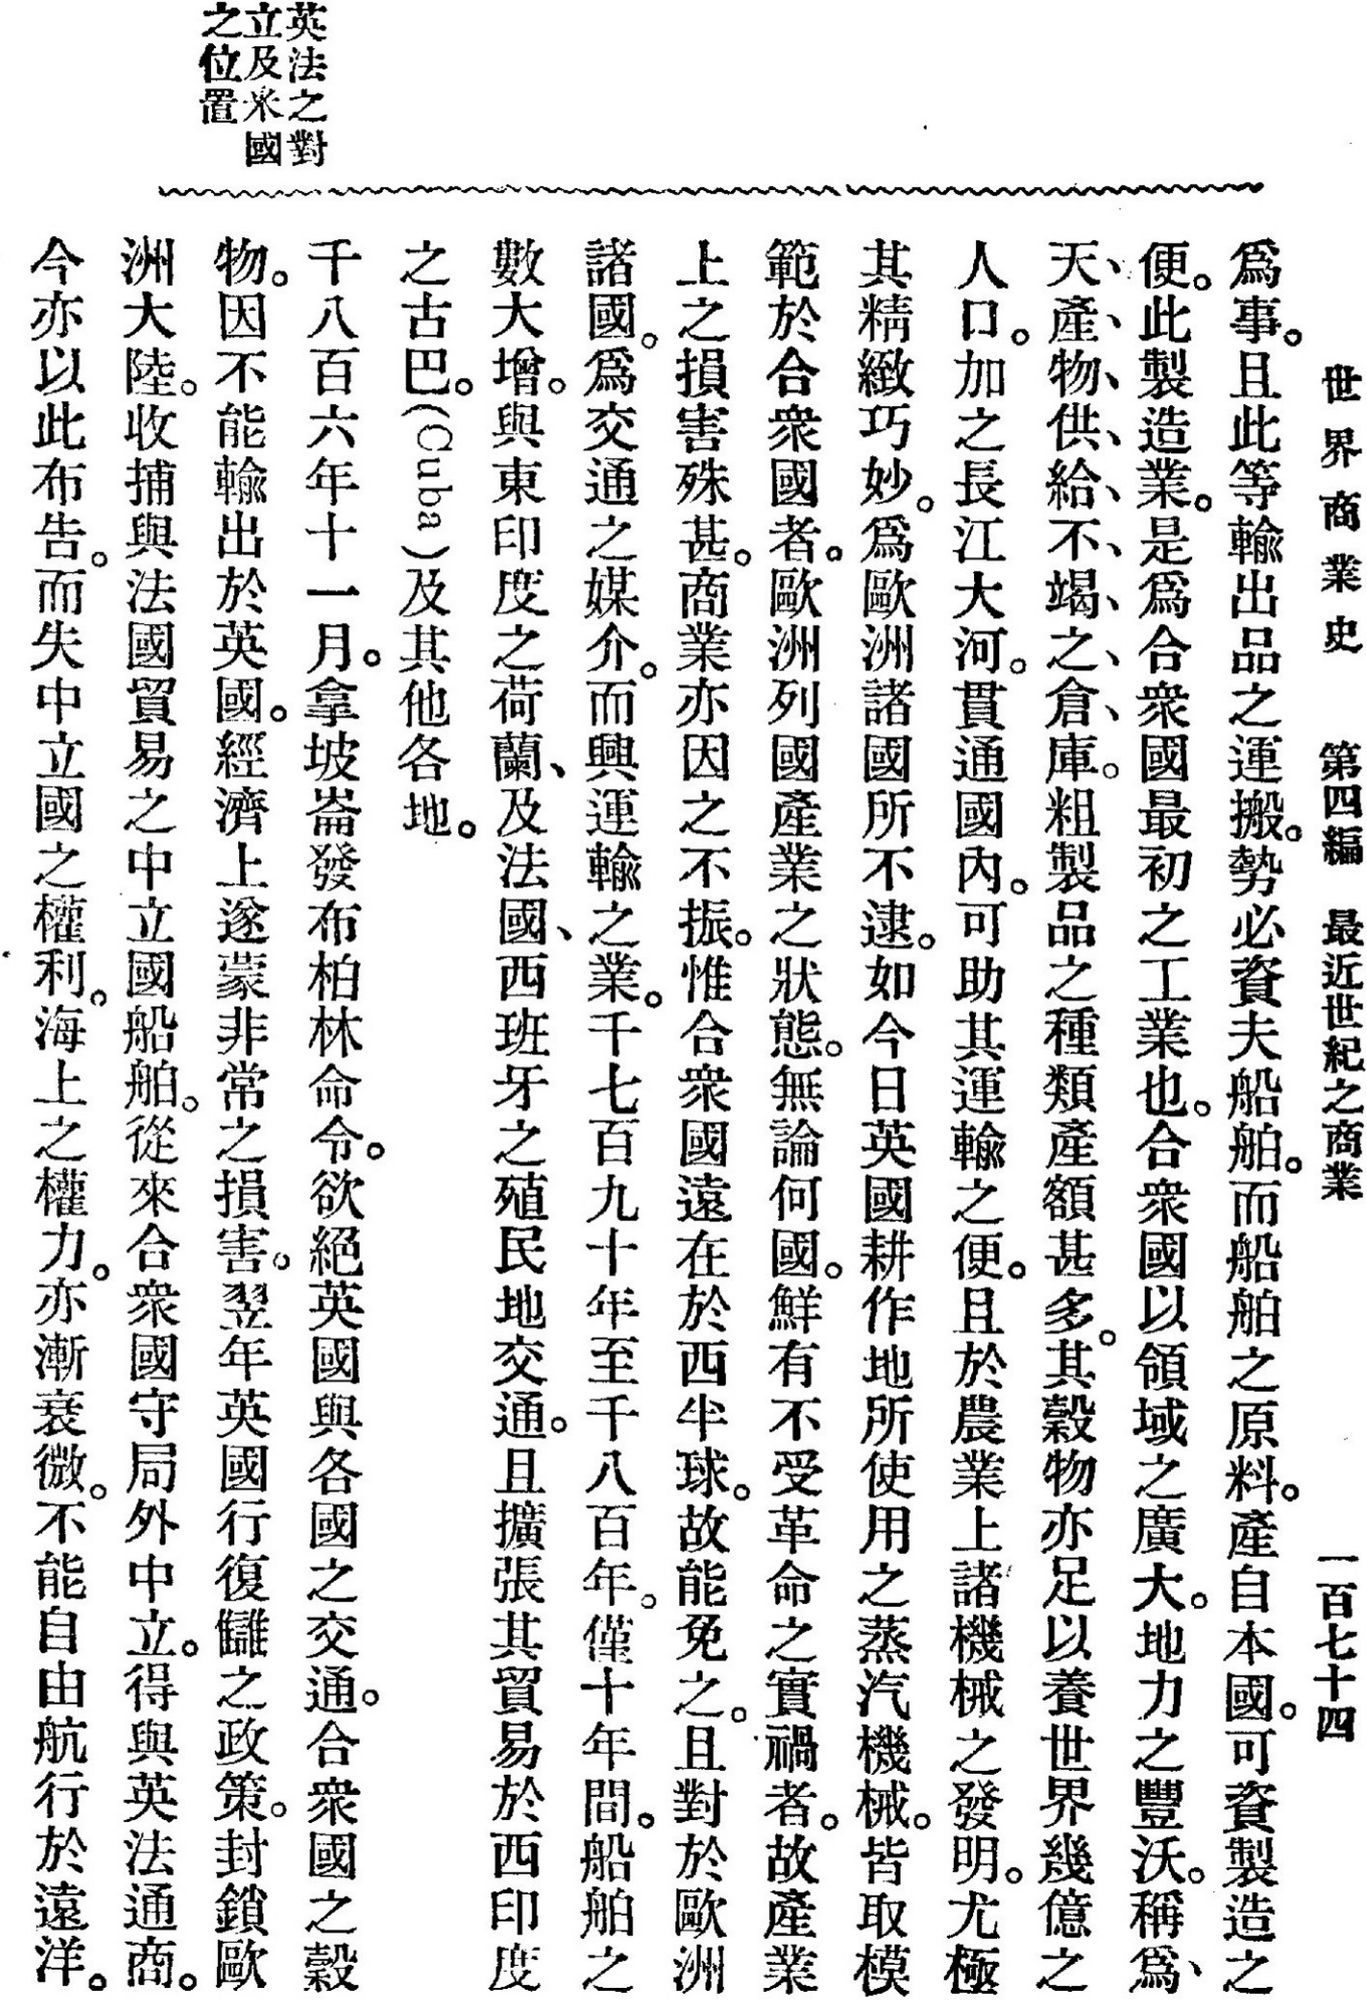 世界商業史　第四編　最近世紀之商業　一百七十四
爲事。且此等輸出品之運搬。勢必資夫船舶。而船舶之原料。產自本國。可資製造之
便。此製造業。是爲合衆國最初之工業也。合衆國以領域之廣大。地力之豐沃。稱爲、
天、產、物、供、給、不、竭、之、倉、庫。粗製品之種類產額甚多。其穀物亦足以養世界幾億之
人口。加之長江大河。貫通國內。可助其運輸之便。且於農業上諸機械之發明。尤極
其精緻巧妙。爲歐洲諸國所不逮。如今日英國耕作地所使用之蒸汽機械。皆取模
範於合衆國者。歐洲列國產業之狀態。無論何國。鮮有不受革命之實禍者。故產業
上之損害殊甚。商業亦因之不振。惟合衆國遠在於西半球。故能免之。且對於歐洲
諸國。爲交通之媒介。而興運輸之業。千七百九十年至千八百年。僅十年間。船舶之
數大增。與東印度之荷蘭、及法國、西班牙之殖民地交通。且擴張其貿易於西印度
之古巴。(Cuba)及其他各地。
英法之對
立及米國
之位置
千八百六年十一月。拿坡崙發布柏林命令。欲絕英國與各國之交通。合衆國之穀
物。因不能輸出於英國。經濟上遂蒙非常之損害。翌年英國行復讎之政策。封鎖歐
洲大陸。收捕與法國貿易之中立國船舶。從來合衆國守局外中立。得與英法通商。
今亦以此布告。而失中立國之權利。海上之權力。亦漸衰微。不能自由航行於遠洋。